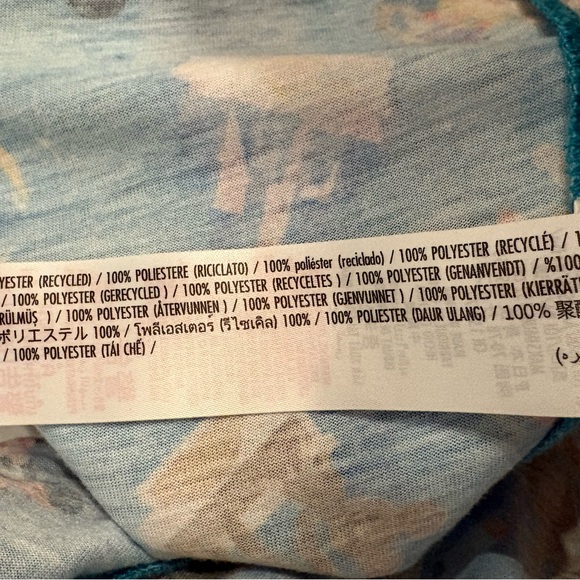 YESTER (RECYCLED) / 100% POLIESTERE (RICICLATO) / 100% poliéster (reciclado) / 100% POLYESTER (RECYCLÉ) /
/ 100% POLYESTER (GERECYCLED ) / 100% POLYESTER (RECYCELTES ) / 100% POLYESTER (GENANVENDT) / %100
RÜLMÜŞ ) / 100% POLYESTER (ÅTERVUNNEN ) / 100% POLYESTER (GJENVUNNET ) / 100% POLYESTERI (KIERRÄT
ポリエステル 100% / โพลีเอสเตอร์ (รีไซเคิล) 100% / 100% POLIESTER (DAUR ULANG) / 100% 聚
/ 100% POLYESTER (TÁI CHẾ) /